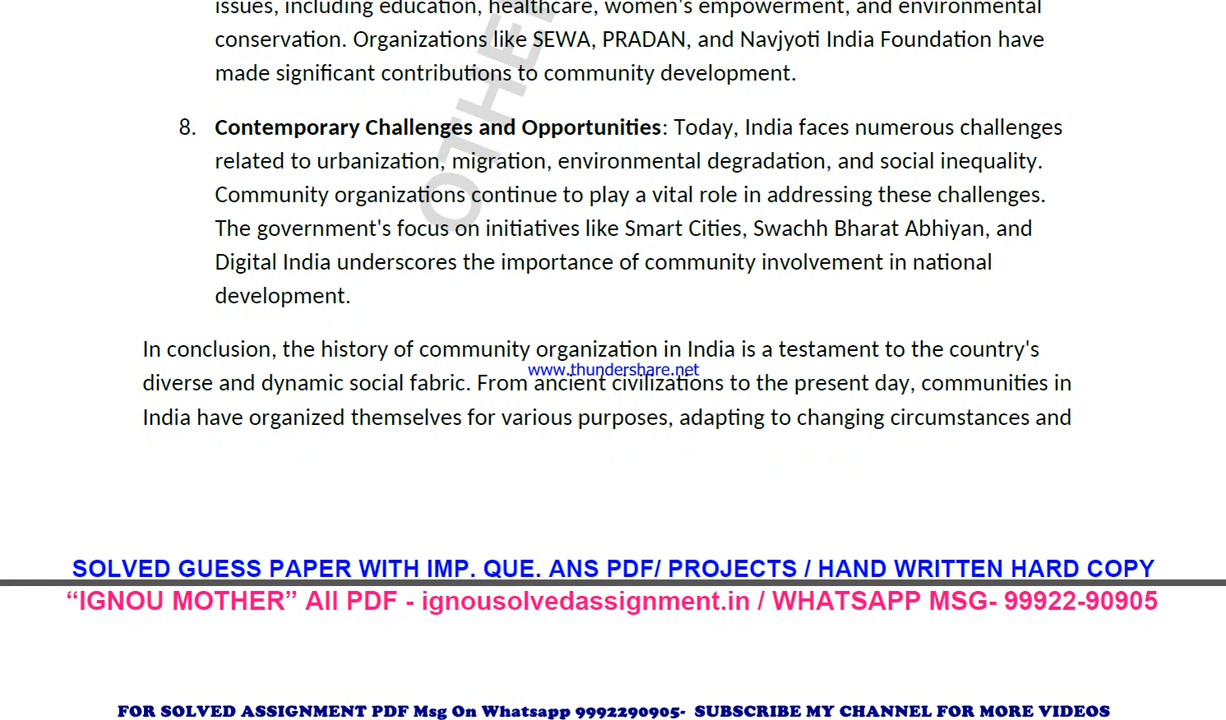 issues, including education, healthcare, women's empowerment, and environmental
conservation. Organizations like SEWA, PRADAN, and Navjyoti India Foundation have
made significant contributions to community development.
8. Contemporary Challenges and Opportunities: Today, India faces numerous challenges
related to urbanization, migration, environmental degradation, and social inequality.
Community organizations continue to play a vital role in addressing these challenges.
The government's focus on initiatives like Smart Cities, Swachh Bharat Abhiyan, and
Digital India underscores the importance of community involvement in national
development.
In conclusion, the history of community organization in India is a testament to the country's
www.thundershare.net
diverse and dynamic social fabric. From ancient civilizations to the present day, communities in
India have organized themselves for various purposes, adapting to changing circumstances and
SOLVED GUESS PAPER WITH IMP. QUE. ANS PDF/ PROJECTS / HAND WRITTEN HARD COPY
“IGNOU MOTHER” All PDF - ignousolvedassignment.in / WHATSAPP MSG- 99922-90905
FOR SOLVED ASSIGNMENT PDF Msg On Whatsapp 9992290905- SUBSCRIBE MY CHANNEL FOR MORE VIDEOS